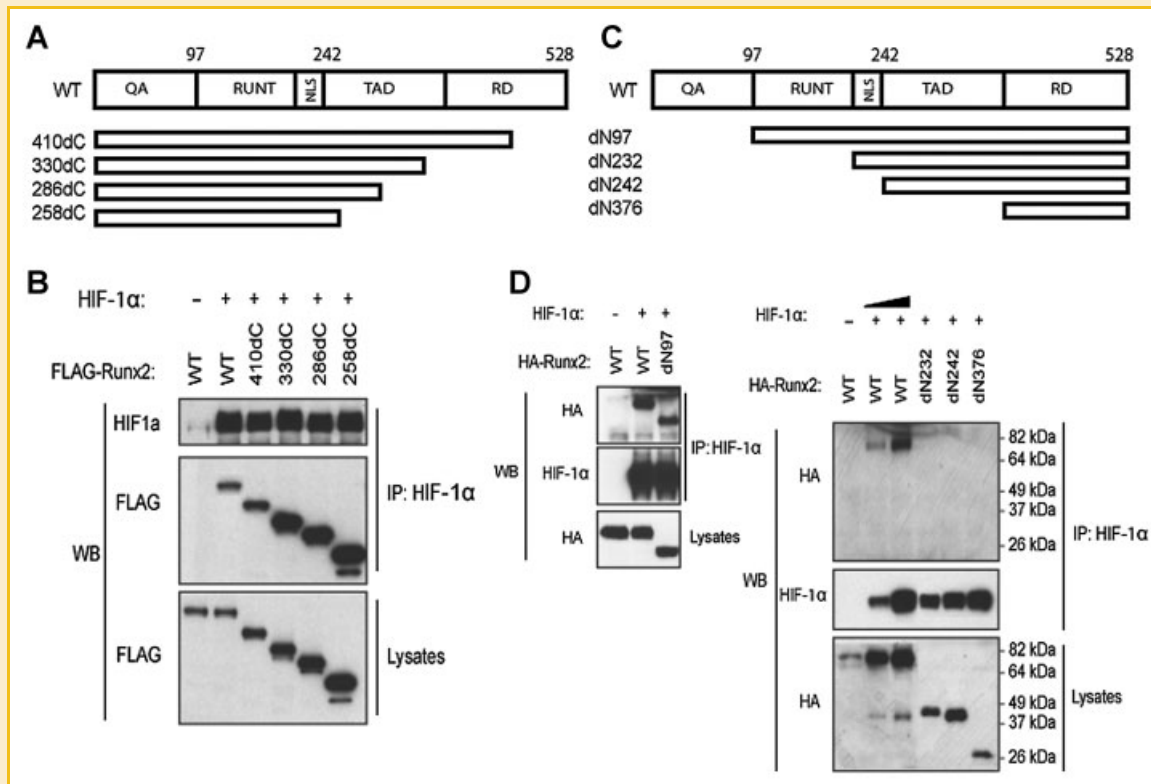 A
97 242 528
WT QA RUNT NLS TAD RD
410dC
330dC
286dC
258dC
C
97 242 528
WT QA RUNT NLS TAD RD
dN97
dN232
dN242
dN376
B
HIF-1α: - + + + + +
FLAG-Runx2: WT WT 410dC 330dC 286dC 258dC
HIF1a
FLAG
IP: HIF-1α
WB
FLAG
Lysates
D
HIF-1α: - + +
HA-Runx2: WT WT dN97
HA
WB
HIF-1α
IP: HIF-1α
HA
Lysates
HIF-1α: - + + + + +
HA-Runx2: WT WT WT dN232 dN242 dN376
HA
82 kDa
64 kDa
49 kDa
37 kDa
26 kDa
IP: HIF-1α
WB
HIF-1α
HA
82 kDa
64 kDa
49 kDa
37 kDa
26 kDa
Lysates